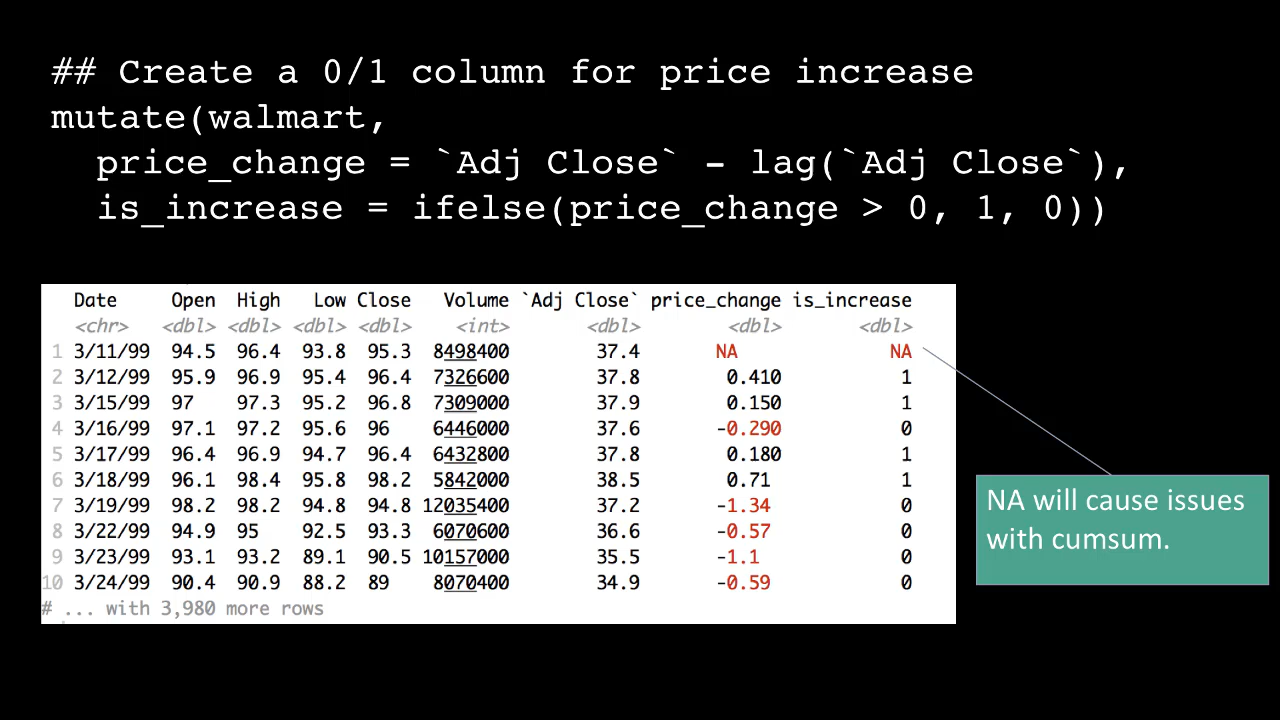 ## Create a 0/1 column for price increase
mutate(walmart,
  price_change = `Adj Close` - lag(`Adj Close`),
  is_increase = ifelse(price_change > 0, 1, 0))
Date Open High Low Close Volume `Adj Close` price_change is_increase
<chr> <dbl> <dbl> <dbl> <dbl> <int> <dbl> <dbl> <dbl>
1 3/11/99 94.5 96.4 93.8 95.3 8498400 37.4 NA NA
2 3/12/99 95.9 96.9 95.4 96.4 7326600 37.8 0.410 1
3 3/15/99 97 97.3 95.2 96.8 7309000 37.9 0.150 1
4 3/16/99 97.1 97.2 95.6 96 6446000 37.6 -0.290 0
5 3/17/99 96.4 96.9 94.7 96.4 6432800 37.8 0.180 1
6 3/18/99 96.1 98.4 95.8 98.2 5842000 38.5 0.71 1
7 3/19/99 98.2 98.2 94.8 94.8 12035400 37.2 -1.34 0
8 3/22/99 94.9 95 92.5 93.3 6070600 36.6 -0.57 0
9 3/23/99 93.1 93.2 89.1 90.5 10157000 35.5 -1.1 0
10 3/24/99 90.4 90.9 88.2 89 8070400 34.9 -0.59 0
# ... with 3,980 more rows
NA will cause issues
with cumsum.